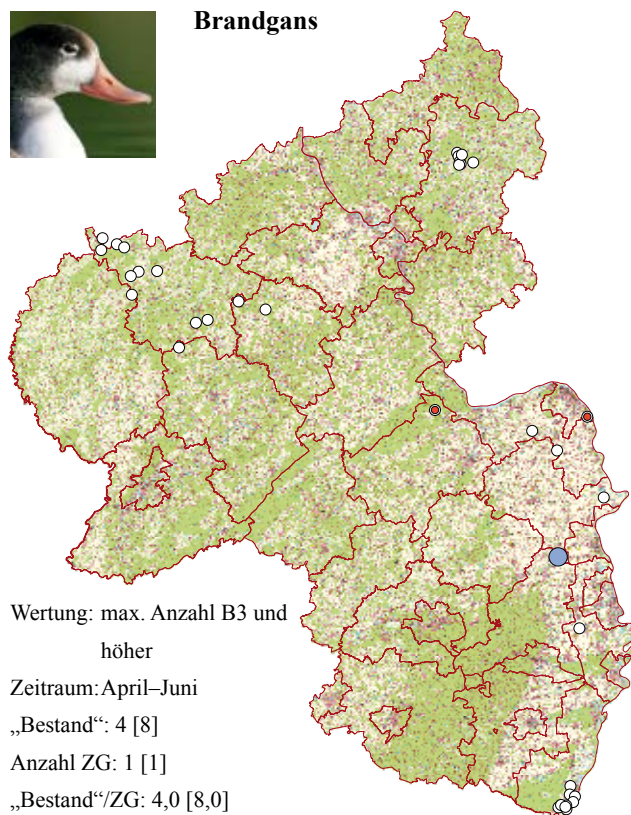 Brandgans
Wertung: max. Anzahl B3 und
höher
Zeitraum: April–Juni
„Bestand“: 4 [8]
Anzahl ZG: 1 [1]
„Bestand“/ZG: 4,0 [8,0]